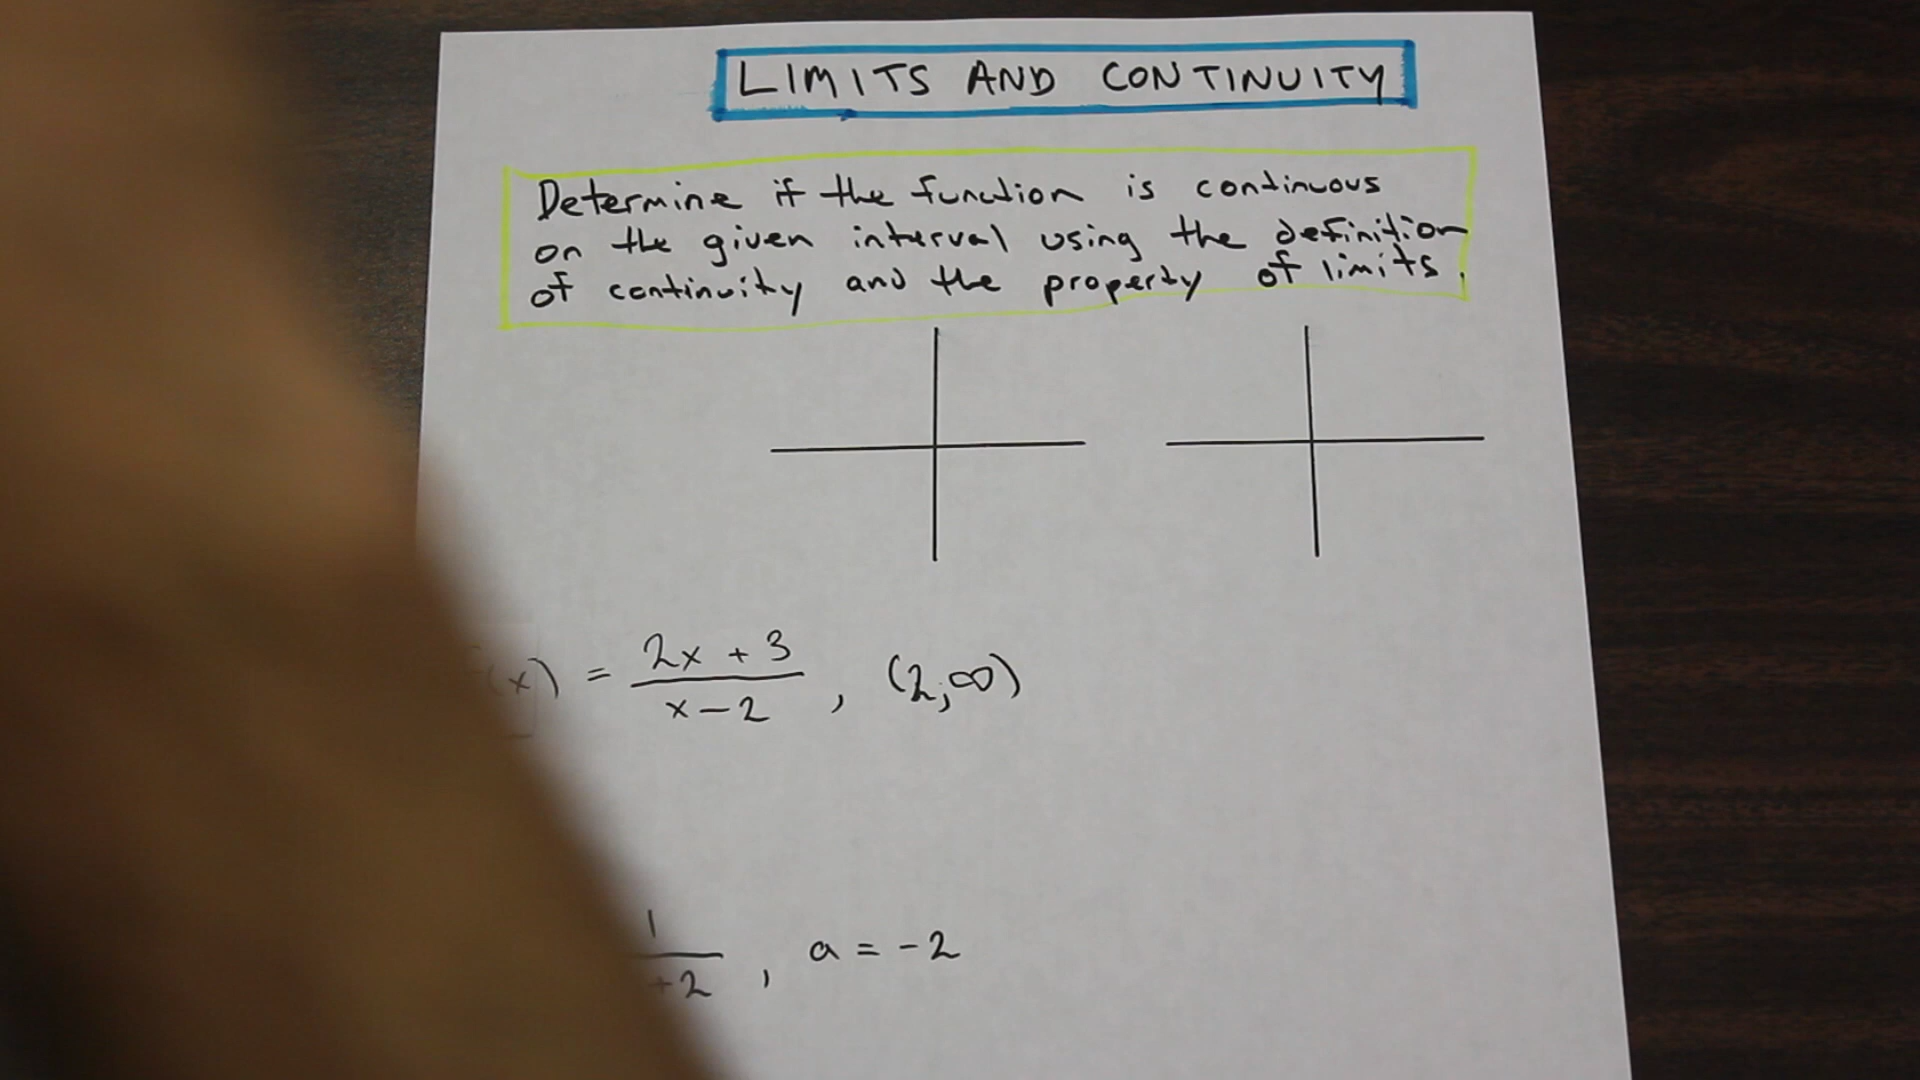 LIMITS AND CONTINUITY
Determine if the function is continuous
on the given interval using the definition
of continuity and the property of limits.
(x) = 2x + 3 / x - 2 , (2,∞)
1 / +2 , a = -2